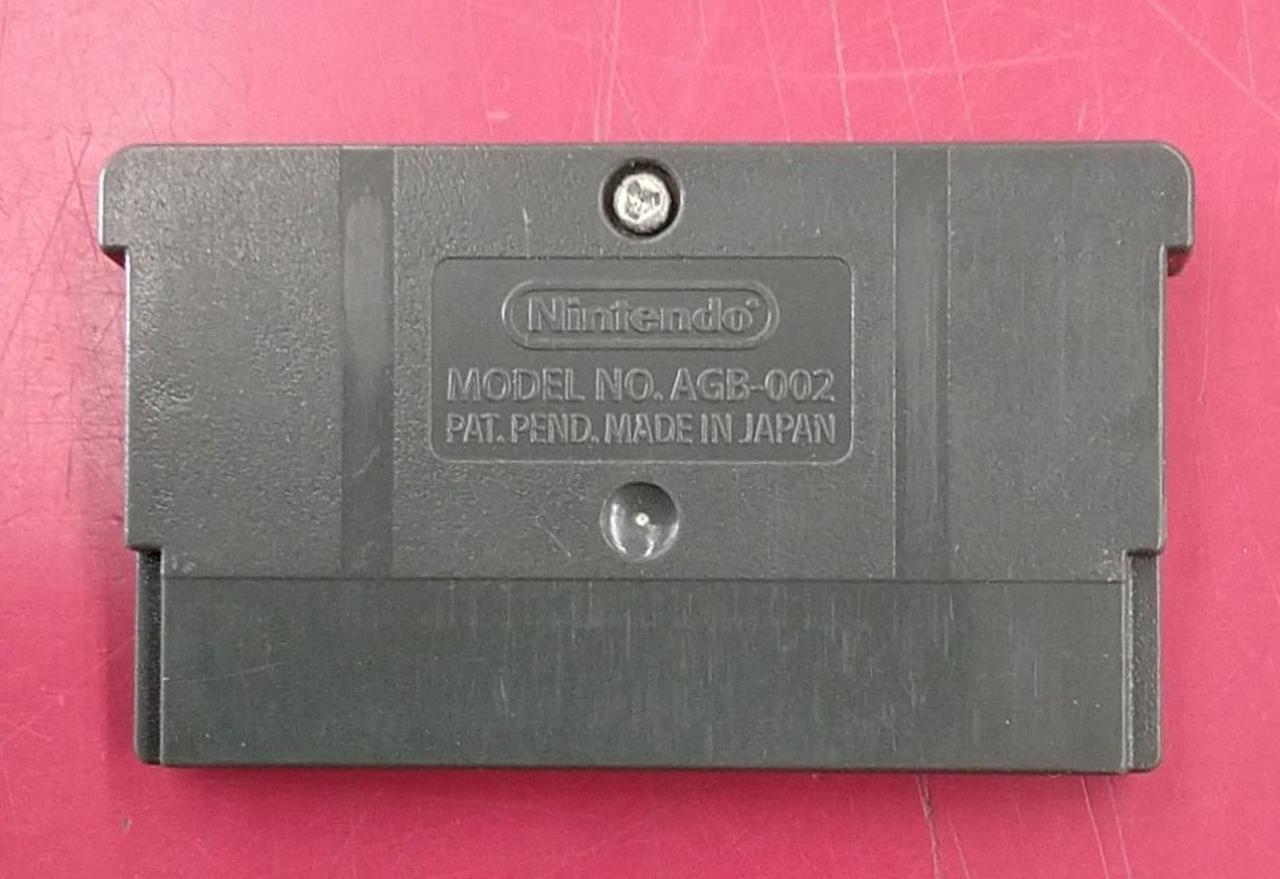 Nintendo®
MODEL NO. AGB-002
PAT. PEND. MADE IN JAPAN